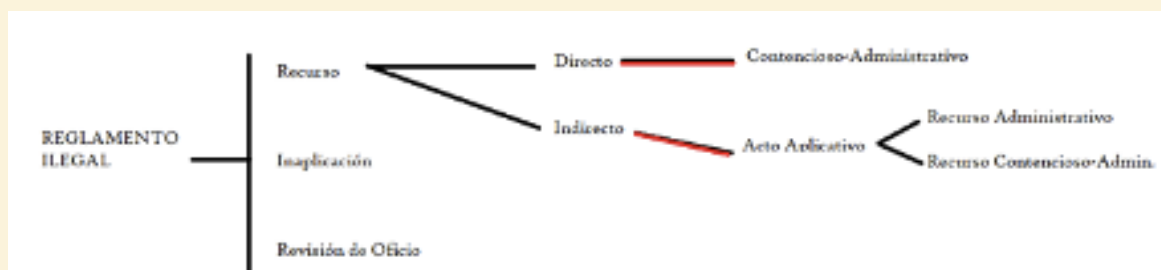 REGLAMENTO
ILEGAL
Recurso
Inaplicación
Revisión de Oficio
Directo
Indirecto
Contencioso-Administrativo
Acto Aplicativo
Recurso Administrativo
Recurso Contencioso-Admin.